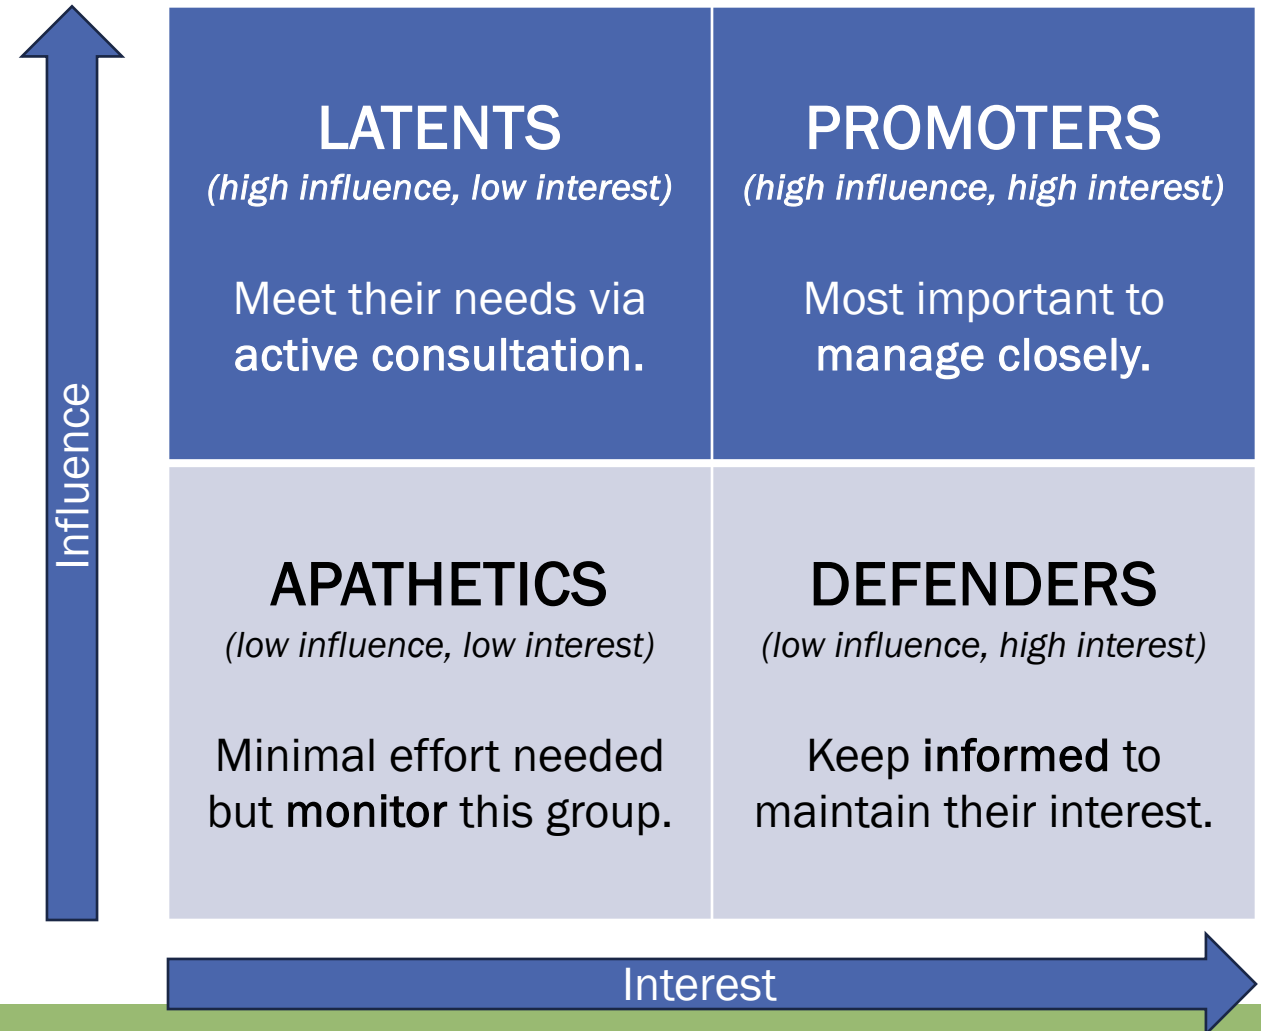 LATENTS
(high influence, low interest)
Meet their needs via
active consultation.
PROMOTERS
(high influence, high interest)
Most important to
manage closely.
Influence
APATHETICS
(low influence, low interest)
Minimal effort needed
but monitor this group.
DEFENDERS
(low influence, high interest)
Keep informed to
maintain their interest.
Interest